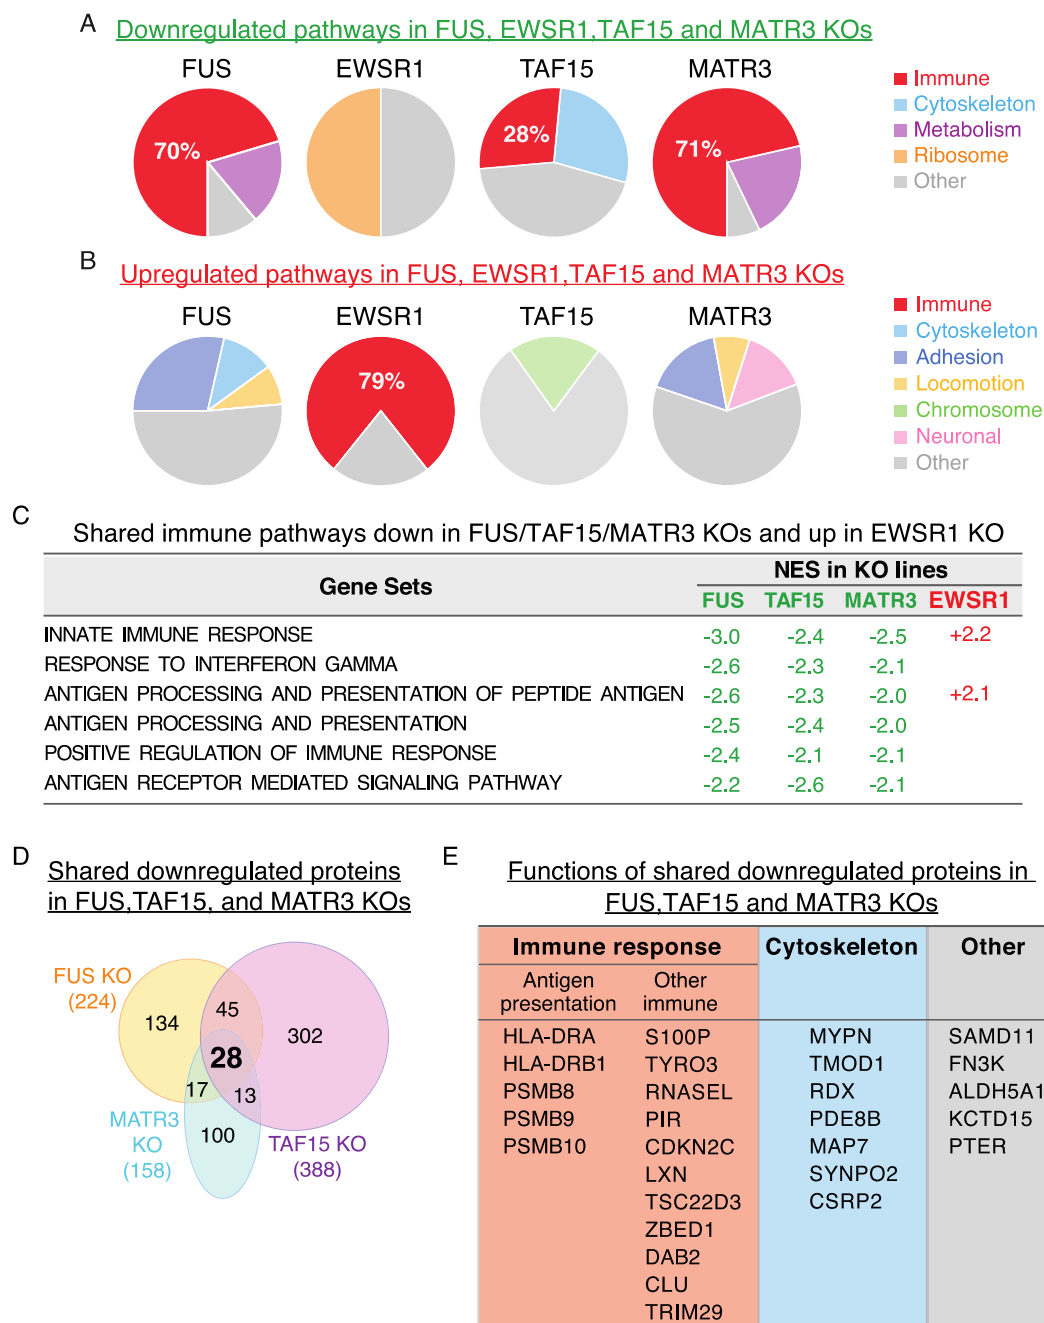 A Downregulated pathways in FUS, EWSR1,TAF15 and MATR3 KOs
FUS EWSR1 TAF15 MATR3
70% 28% 71%
Immune
Cytoskeleton
Metabolism
Ribosome
Other
B Upregulated pathways in FUS, EWSR1,TAF15 and MATR3 KOs
FUS EWSR1 TAF15 MATR3
79%
Immune
Cytoskeleton
Adhesion
Locomotion
Chromosome
Neuronal
Other
C Shared immune pathways down in FUS/TAF15/MATR3 KOs and up in EWSR1 KO
Gene Sets NES in KO lines
FUS TAF15 MATR3 EWSR1
INNATE IMMUNE RESPONSE -3.0 -2.4 -2.5 +2.2
RESPONSE TO INTERFERON GAMMA -2.6 -2.3 -2.1
ANTIGEN PROCESSING AND PRESENTATION OF PEPTIDE ANTIGEN -2.6 -2.3 -2.0 +2.1
ANTIGEN PROCESSING AND PRESENTATION -2.5 -2.4 -2.0
POSITIVE REGULATION OF IMMUNE RESPONSE -2.4 -2.1 -2.1
ANTIGEN RECEPTOR MEDIATED SIGNALING PATHWAY -2.2 -2.6 -2.1
D Shared downregulated proteins
in FUS,TAF15, and MATR3 KOs
FUS KO
(224)
134 45 302
28
17 13
100
MATR3
KO
(158)
TAF15 KO
(388)
E Functions of shared downregulated proteins in
FUS,TAF15 and MATR3 KOs
Immune response Cytoskeleton Other
Antigen
presentation
Other
immune
HLA-DRA S100P MYPN SAMD11
HLA-DRB1 TYRO3 TMOD1 FN3K
PSMB8 RNASEL RDX ALDH5A1
PSMB9 PIR PDE8B KCTD15
PSMB10 CDKN2C MAP7 PTER
LXN SYNPO2
TSC22D3 CSRP2
ZBED1
DAB2
CLU
TRIM29